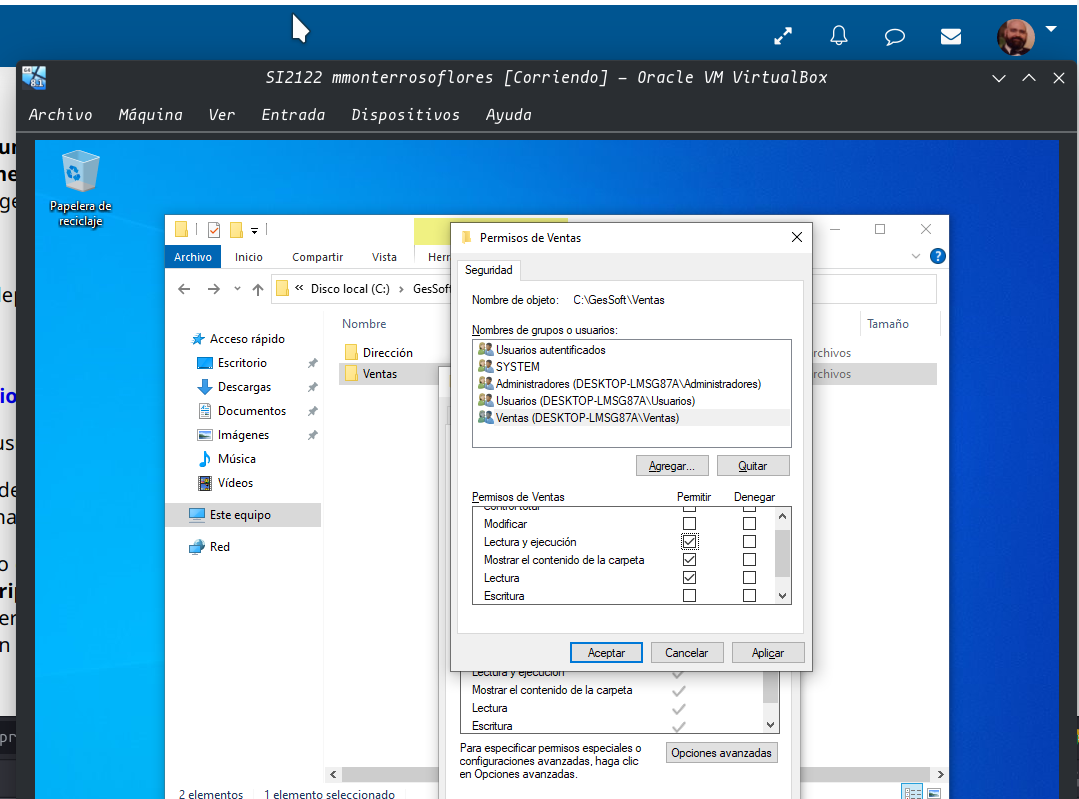 SI2122 mmonterrosoflores [Corriendo] – Oracle VM VirtualBox
Archivo Máquina Ver Entrada Dispositivos Ayuda
Papelera de
reciclaje
Archivo Inicio Compartir Vista Herr
« Disco local (C:) › GesSoft
Nombre Tamaño
Acceso rápido
Escritorio
Descargas
Documentos
Imágenes
Música
Vídeos
Este equipo
Red
Dirección rchivos
Ventas rchivos
Permisos de Ventas
Seguridad
Nombre de objeto: C:\GesSoft\Ventas
Nombres de grupos o usuarios:
Usuarios autentificados
SYSTEM
Administradores (DESKTOP-LMSG87A\Administradores)
Usuarios (DESKTOP-LMSG87A\Usuarios)
Ventas (DESKTOP-LMSG87A\Ventas)
Agregar... Quitar
Permisos de Ventas Permitir Denegar
Control total
Modificar
Lectura y ejecución
Mostrar el contenido de la carpeta
Lectura
Escritura
Aceptar Cancelar Aplicar
Lectura y ejecución
Mostrar el contenido de la carpeta
Lectura
Escritura
Para especificar permisos especiales o
configuraciones avanzadas, haga clic
en Opciones avanzadas.
Opciones avanzadas
2 elementos 1 elemento seleccionado